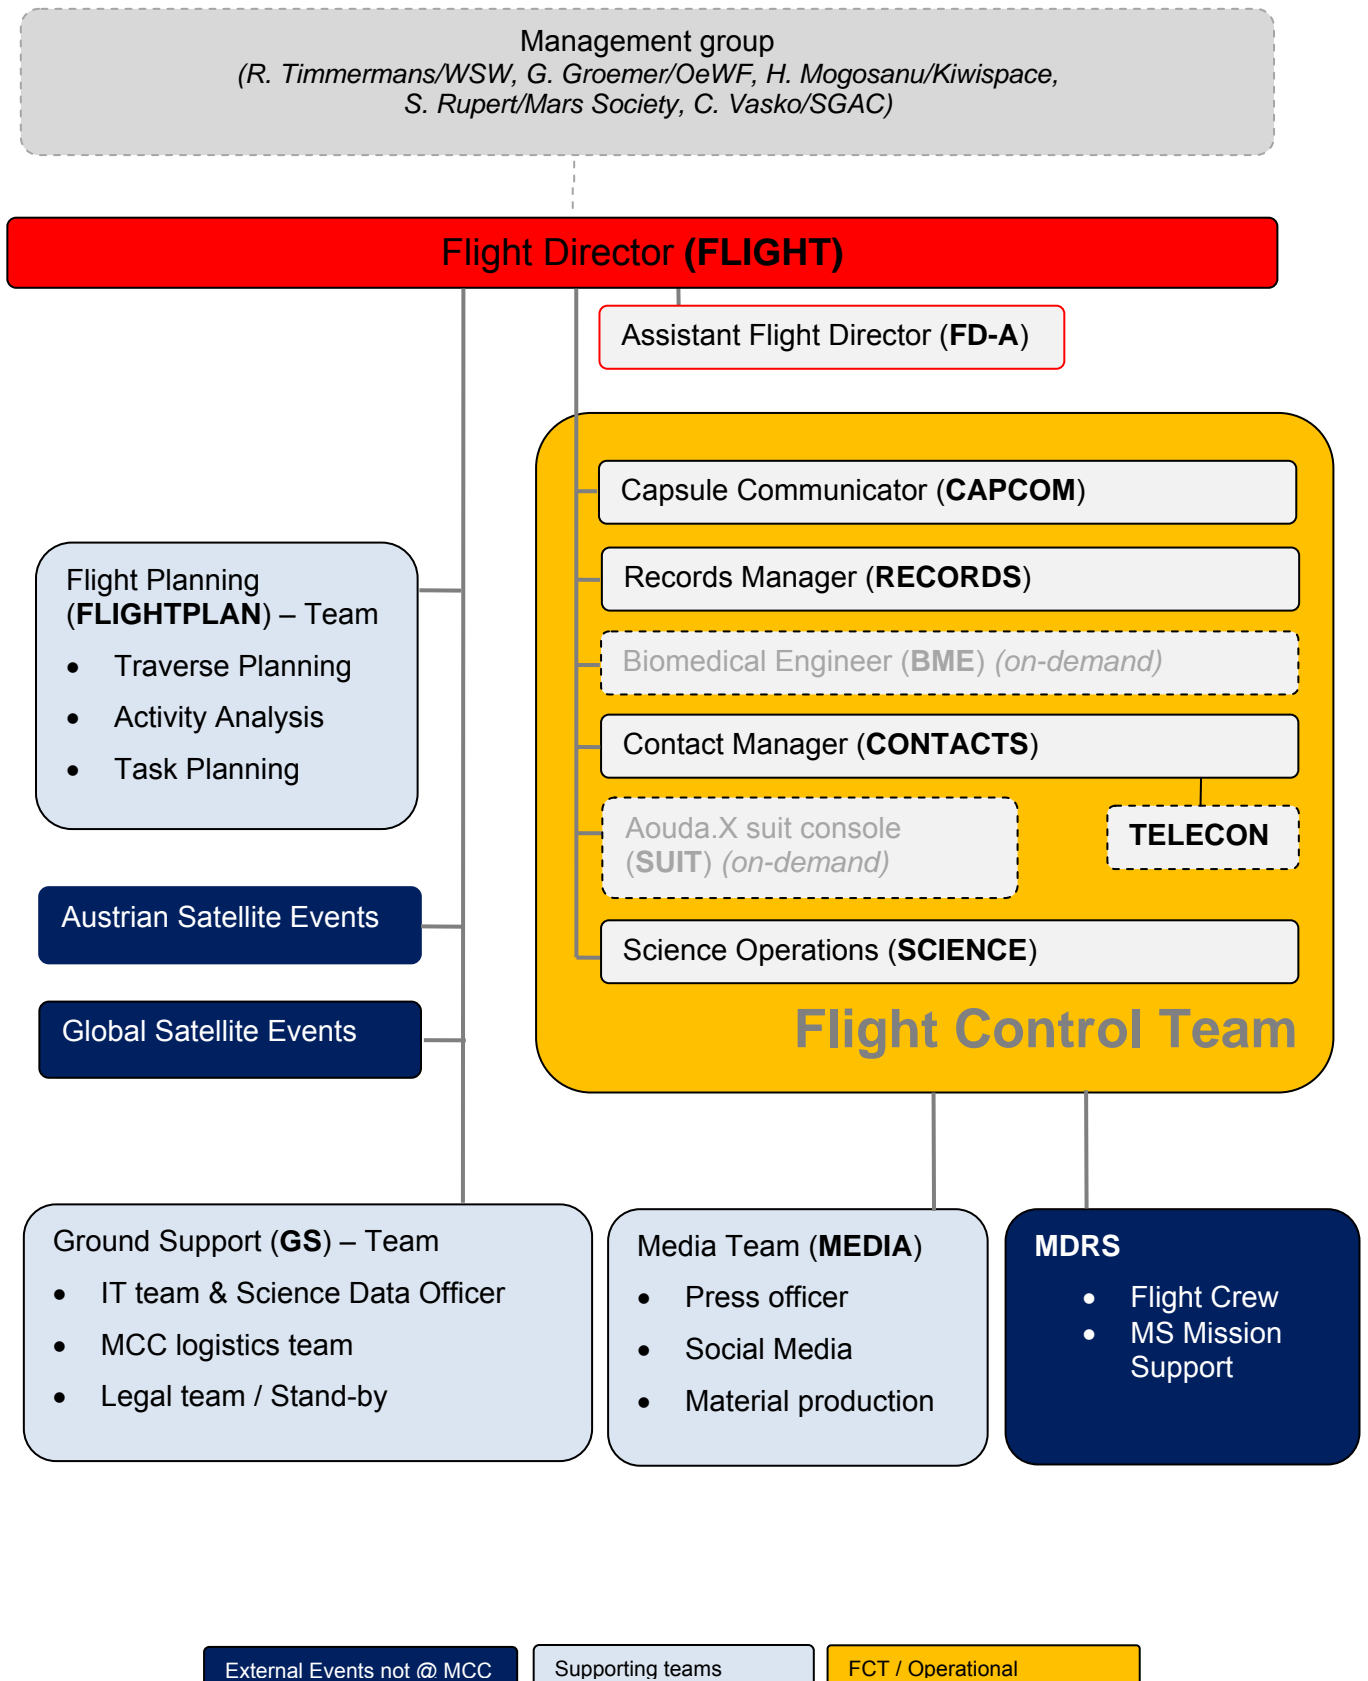 Management group
(R. Timmermans/WSW, G. Groemer/OeWF, H. Mogosanu/Kiwispace,
S. Rupert/Mars Society, C. Vasko/SGAC)
Flight Director (FLIGHT)
Assistant Flight Director (FD-A)
Capsule Communicator (CAPCOM)
Records Manager (RECORDS)
Biomedical Engineer (BME) (on-demand)
Contact Manager (CONTACTS)
Aouda.X suit console
(SUIT) (on-demand)
TELECON
Science Operations (SCIENCE)
Flight Control Team
Flight Planning
(FLIGHTPLAN) – Team
• Traverse Planning
• Activity Analysis
• Task Planning
Austrian Satellite Events
Global Satellite Events
Ground Support (GS) – Team
• IT team & Science Data Officer
• MCC logistics team
• Legal team / Stand-by
Media Team (MEDIA)
• Press officer
• Social Media
• Material production
MDRS
• Flight Crew
• MS Mission
Support
External Events not @ MCC
Supporting teams
FCT / Operational